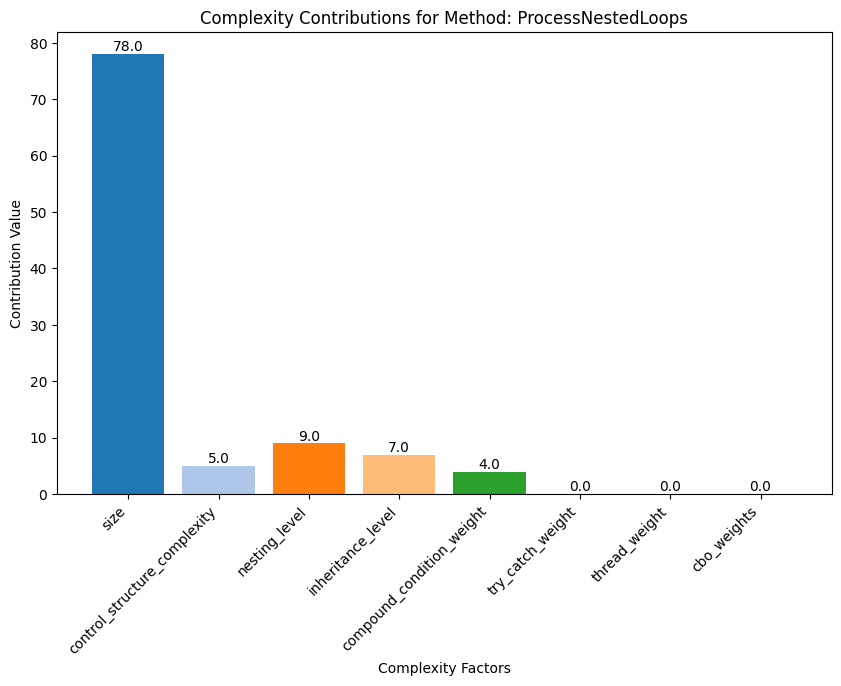 Complexity Contributions for Method: ProcessNestedLoops
Contribution Value
80
70
60
50
40
30
20
10
0
78.0
5.0
9.0
7.0
4.0
0.0
0.0
0.0
size
control_structure_complexity
nesting_level
inheritance_level
compound_condition_weight
try_catch_weight
thread_weight
cbo_weights
Complexity Factors